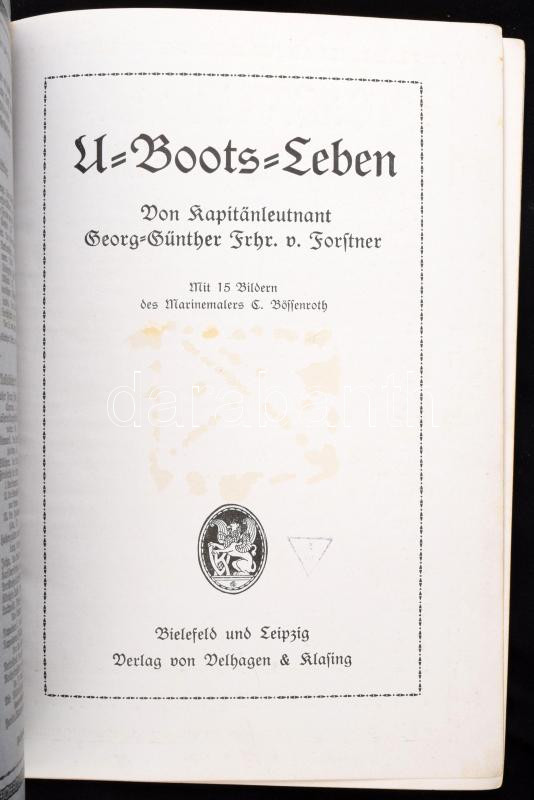 U-Boots-Leben
Von Kapitänleutnant
Georg-Günther Frhr. v. Forstner
Mit 15 Bildern
des Marinemalers C. Bössenroth
darabanth
Bielefeld und Leipzig
Verlag von Velhagen & Klasing